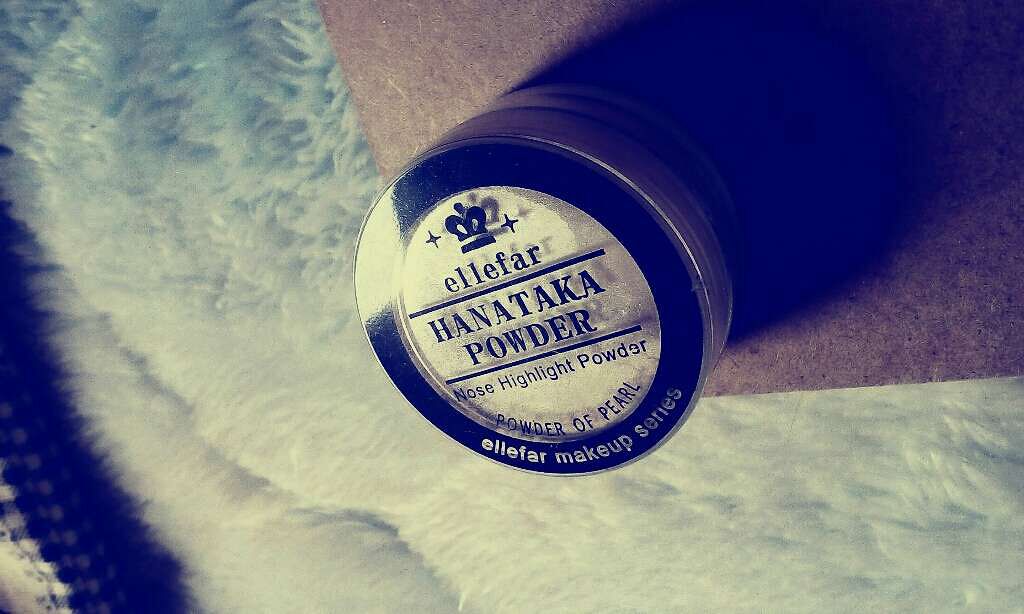 ellefar
HANATAKA
POWDER
Nose Highlight Powder
POWDER OF PEARL
ellefar makeup series